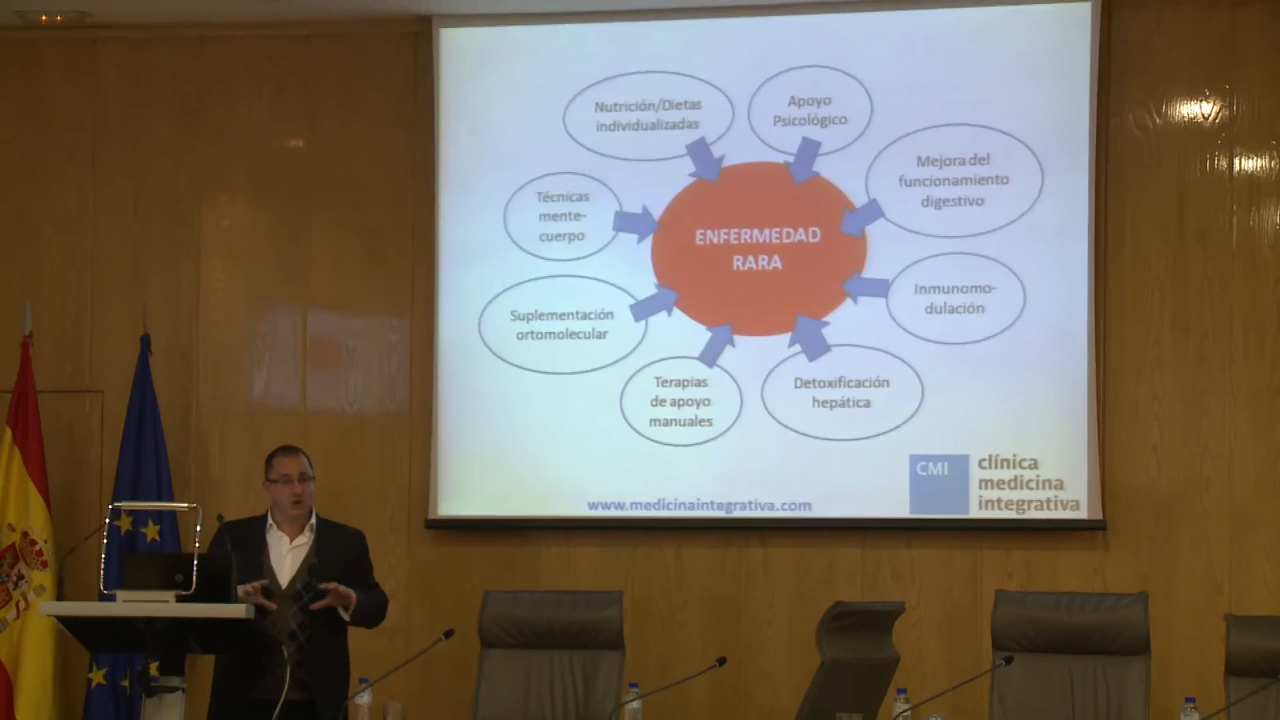 Nutrición/Dietas
individualizadas
Apoyo
Psicológico
Mejora del
funcionamiento
digestivo
Técnicas
mente-
cuerpo
ENFERMEDAD
RARA
Inmunomo-
dulación
Suplementación
ortomolecular
Terapias
de apoyo
manuales
Detoxificación
hepática
CMI
clínica
medicina
integrativa
www.medicinaintegrativa.com